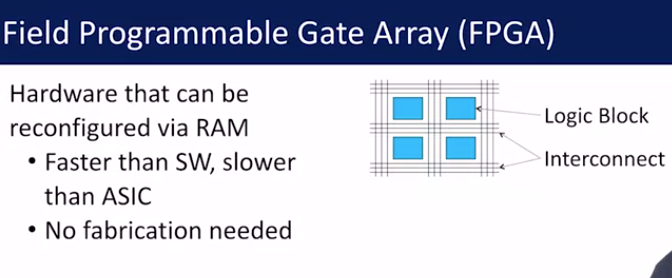 Field Programmable Gate Array (FPGA)
Hardware that can be
reconfigured via RAM
• Faster than SW, slower
than ASIC
• No fabrication needed
Logic Block
Interconnect